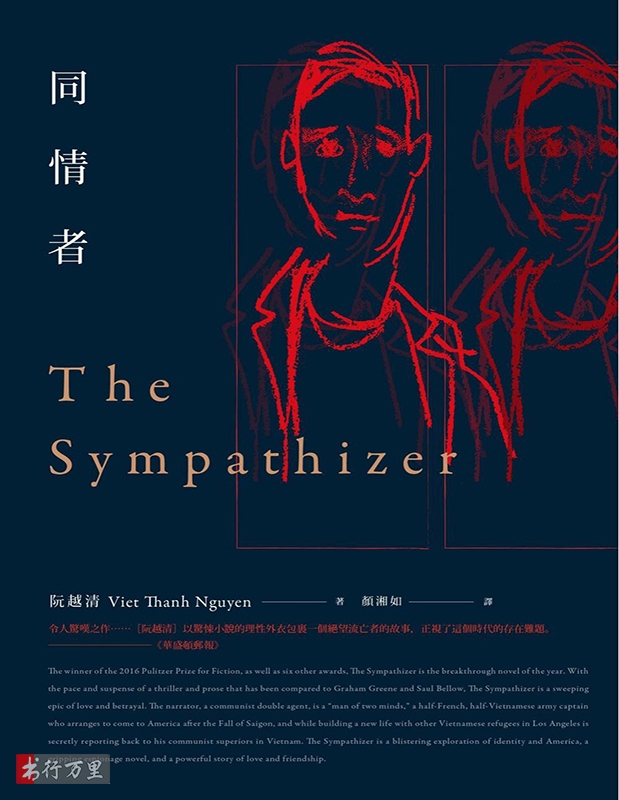 同情者
The
Sympathizer
阮越清 Viet Thanh Nguyen ——— 著 顏湘如 ——— 譯
令人驚嘆之作……［阮越清］以驚悚小說的理性外衣包裹一個絕望流亡者的故事，正視了這個時代的存在難題。
———《華盛頓郵報》
The winner of the 2016 Pulitzer Prize for Fiction, as well as six other awards, The Sympathizer is the breakthrough novel of the year. With
the pace and suspense of a thriller and prose that has been compared to Graham Greene and Saul Bellow, The Sympathizer is a sweeping
epic of love and betrayal. The narrator, a communist double agent, is a “man of two minds,” a half-French, half-Vietnamese army captain
who arranges to come to America after the Fall of Saigon, and while building a new life with other Vietnamese refugees in Los Angeles is
secretly reporting back to his communist superiors in Vietnam. The Sympathizer is a blistering exploration of identity and America, a
novel, and a powerful story of love and friendship.
书行万里